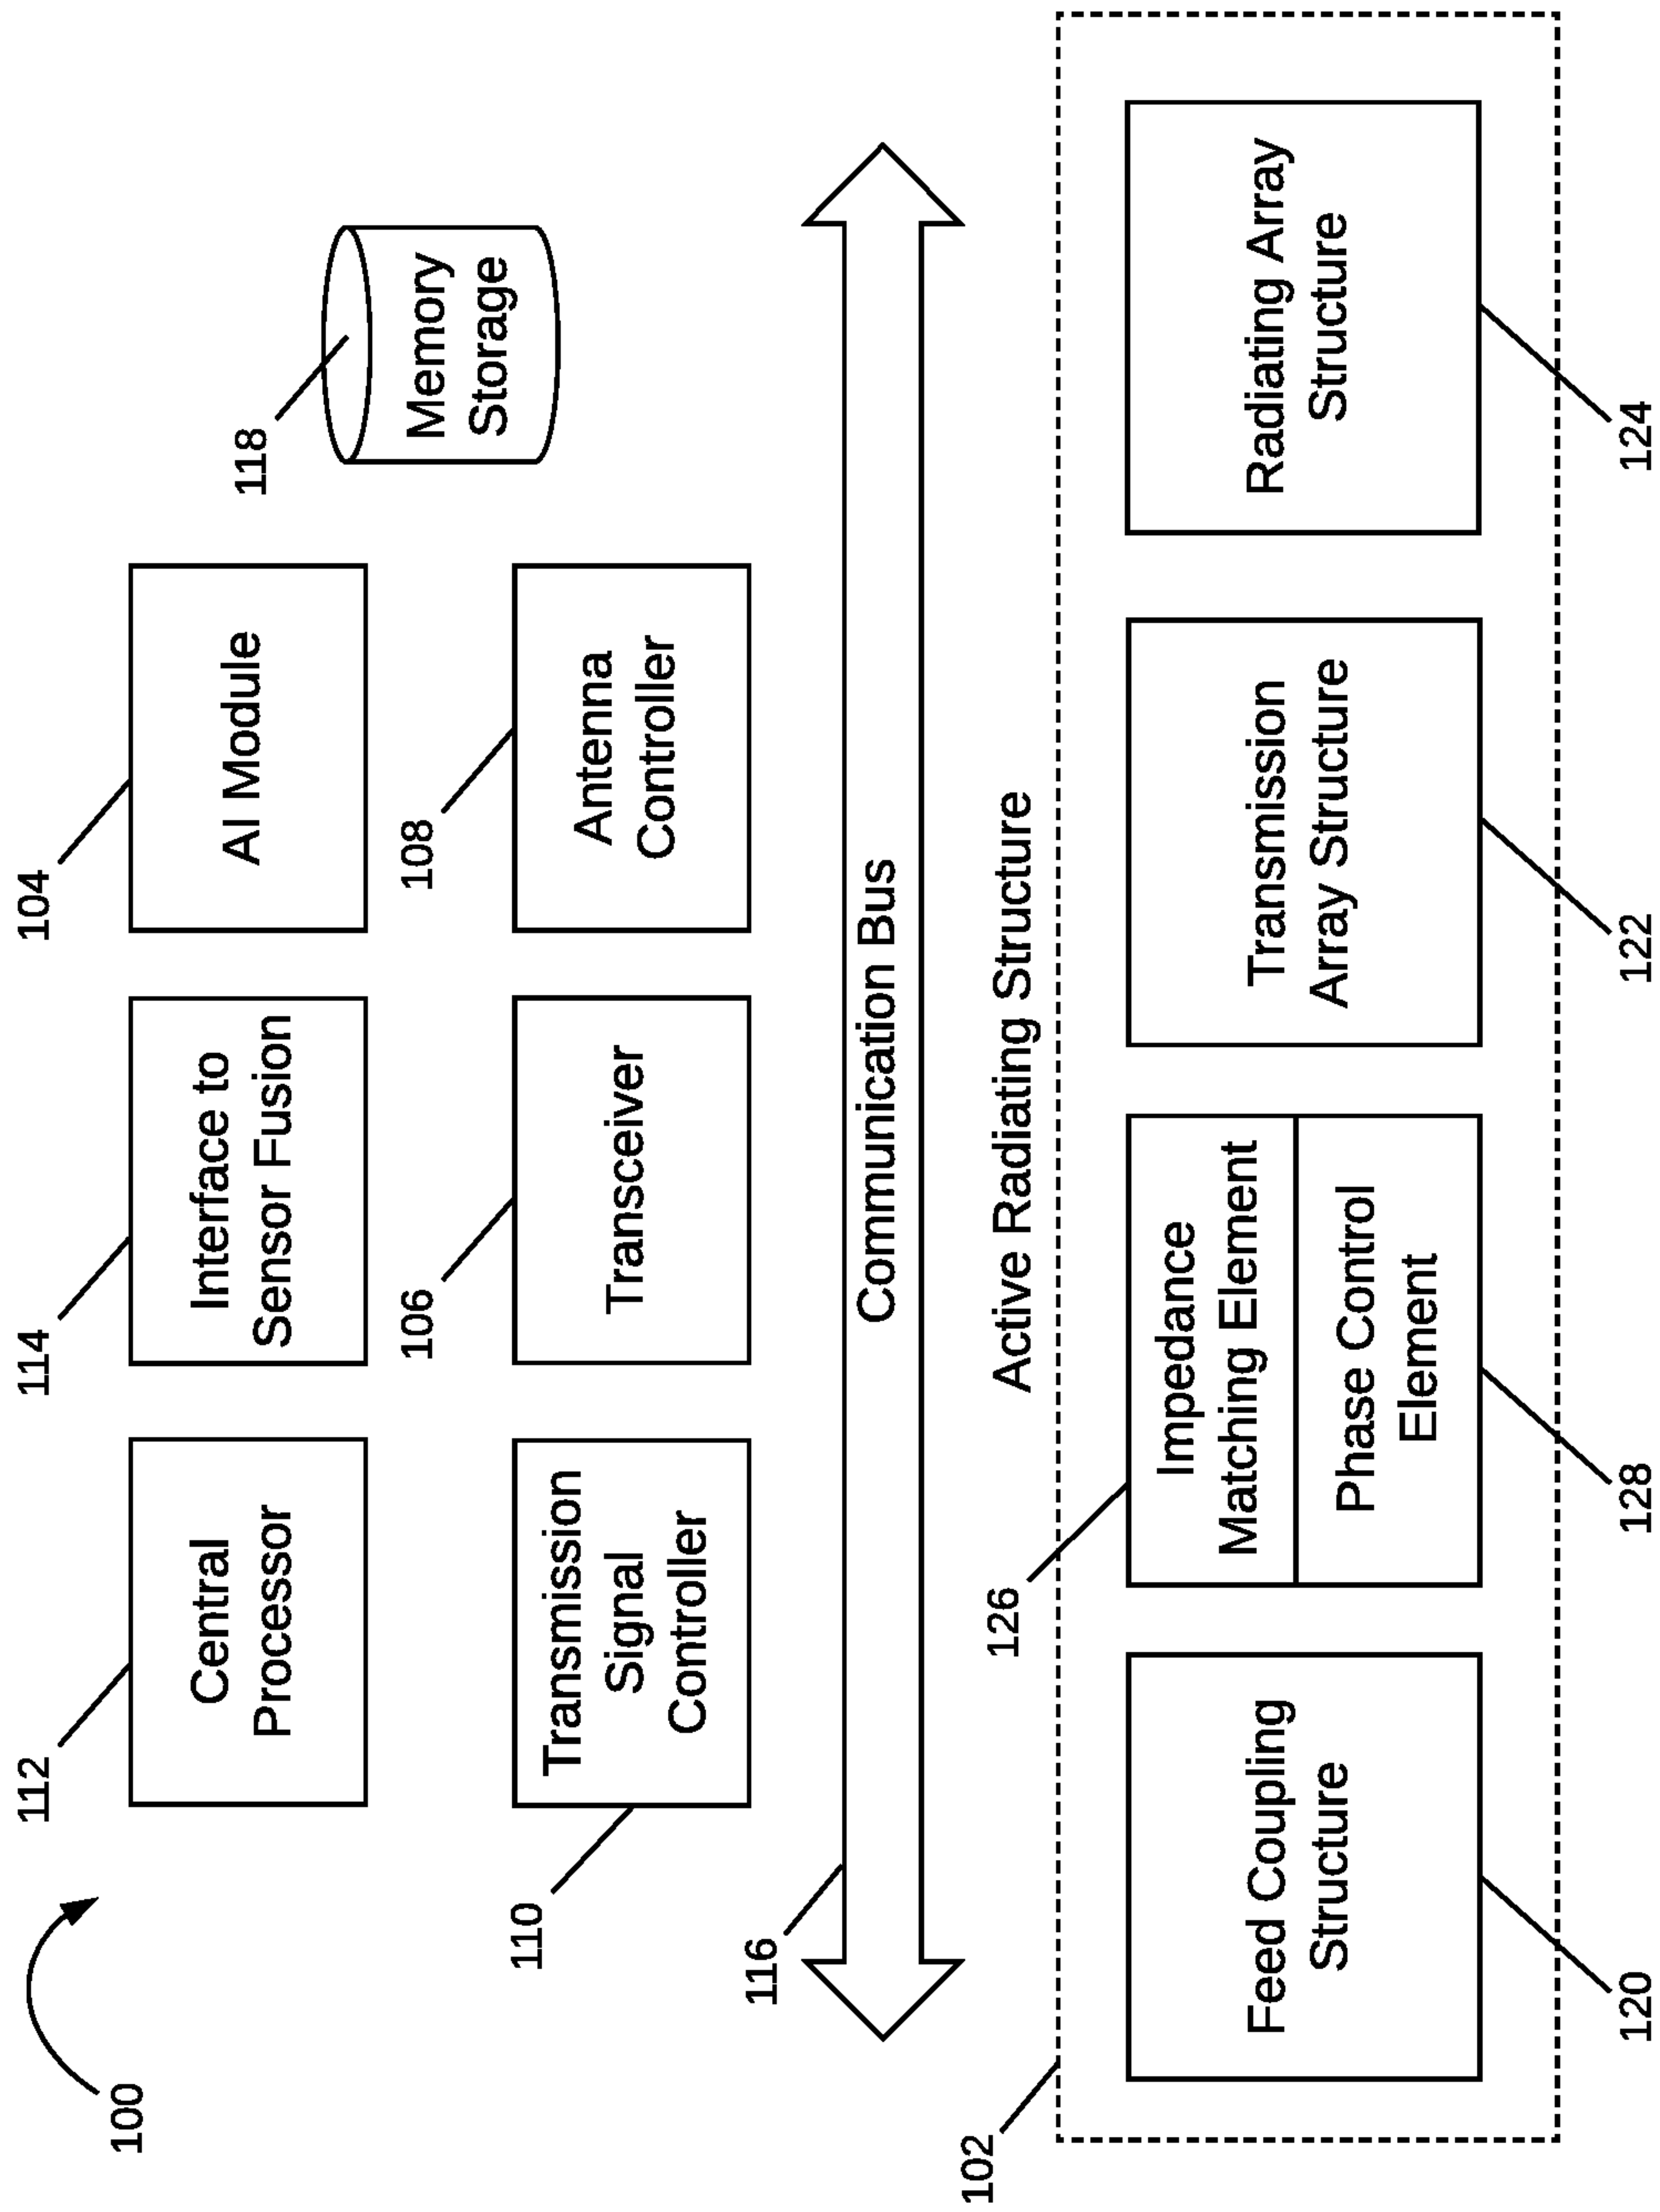 100
112
Central
Processor
114
Interface to
Sensor Fusion
104
AI Module
118
Memory
Storage
110
Transmission
Signal
Controller
106
Transceiver
108
Antenna
Controller
116
Communication Bus
Active Radiating Structure
102
126
Feed Coupling
Structure
Impedance
Matching Element
Phase Control
Element
Transmission
Array Structure
Radiating Array
Structure
120
128
122
124